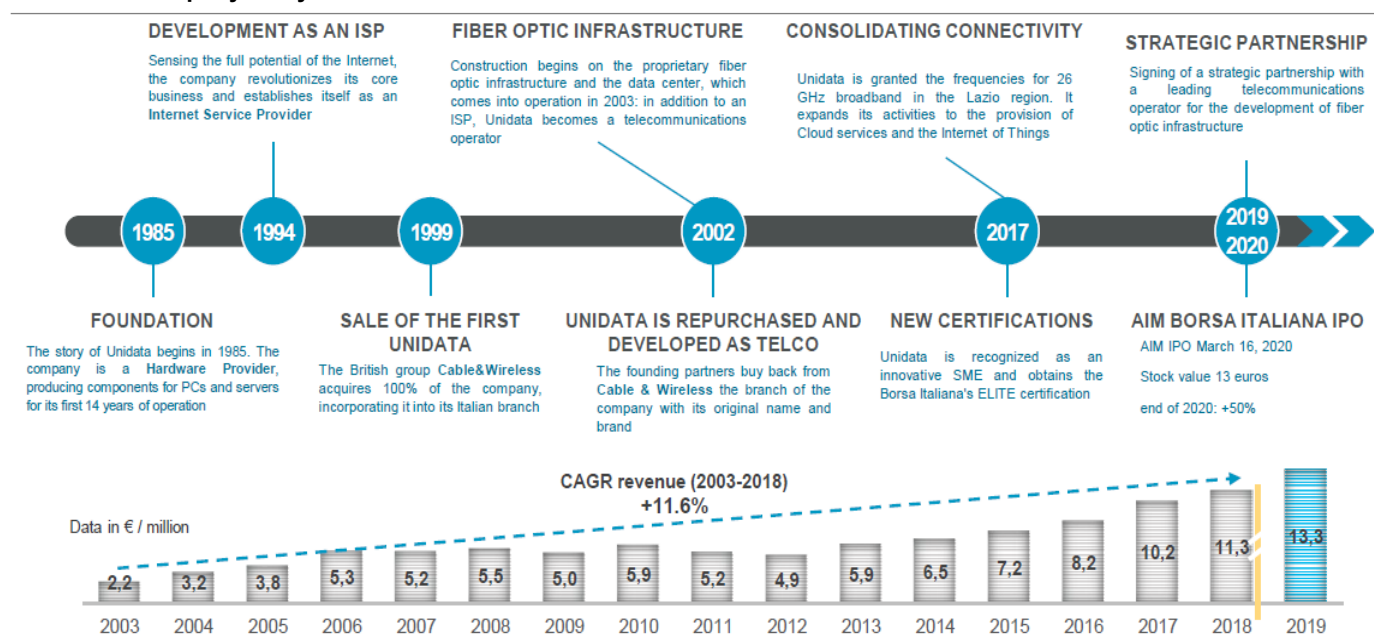 DEVELOPMENT AS AN ISP
Sensing the full potential of the Internet,
the company revolutionizes its core
business and establishes itself as an
Internet Service Provider
FIBER OPTIC INFRASTRUCTURE
Construction begins on the proprietary fiber
optic infrastructure and the data center, which
comes into operation in 2003: in addition to an
ISP, Unidata becomes a telecommunications
operator
CONSOLIDATING CONNECTIVITY
Unidata is granted the frequencies for 26
GHz broadband in the Lazio region. It
expands its activities to the provision of
Cloud services and the Internet of Things
STRATEGIC PARTNERSHIP
Signing of a strategic partnership with
a leading telecommunications
operator for the development of fiber
optic infrastructure
1985
1994
1999
2002
2017
2019
2020
FOUNDATION
The story of Unidata begins in 1985. The
company is a Hardware Provider,
producing components for PCs and servers
for its first 14 years of operation
SALE OF THE FIRST
UNIDATA
The British group Cable&Wireless
acquires 100% of the company,
incorporating it into its Italian branch
UNIDATA IS REPURCHASED AND
DEVELOPED AS TELCO
The founding partners buy back from
Cable & Wireless the branch of the
company with its original name and
brand
NEW CERTIFICATIONS
Unidata is recognized as an
innovative SME and obtains the
Borsa Italiana's ELITE certification
AIM BORSA ITALIANA IPO
AIM IPO March 16, 2020
Stock value 13 euros
end of 2020: +50%
CAGR revenue (2003-2018)
+11.6%
Data in € / million
2,2 3,2 3,8 5,3 5,2 5,5 5,0 5,9 5,2 4,9 5,9 6,5 7,2 8,2 10,2 11,3 13,3
2003 2004 2005 2006 2007 2008 2009 2010 2011 2012 2013 2014 2015 2016 2017 2018 2019